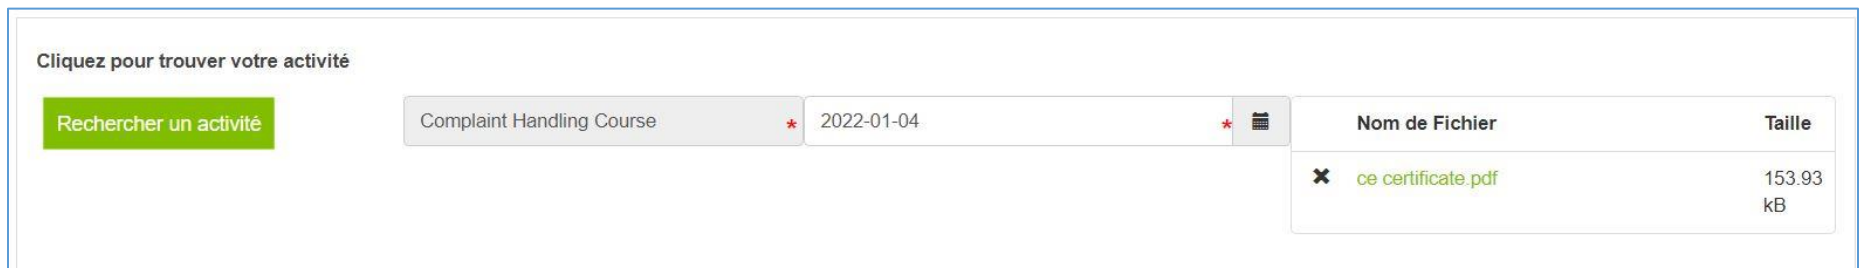 Cliquez pour trouver votre activité
Rechercher un activité
Complaint Handling Course *
2022-01-04 *
Nom de Fichier Taille
ce certificate.pdf 153.93
kB